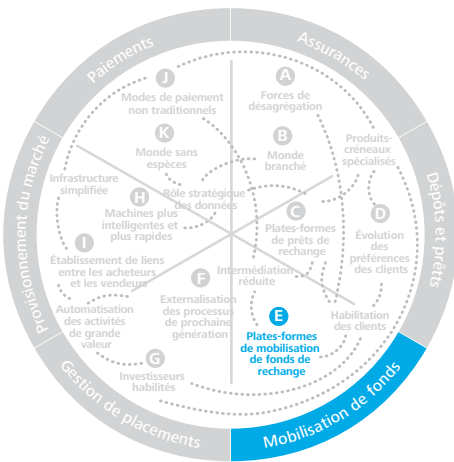 Paiements
Assurances
Dépôts et prêts
Mobilisation de fonds
Gestion de placements
Provisionnement du marché
J
Modes de paiement
non traditionnels
A
Forces de
désagrégation
K
Monde sans
espèces
B
Monde
branché
Produits-
créneaux
spécialisés
Infrastructure
simplifiée
Rôle stratégique
des données
H
Machines plus
intelligentes et
plus rapides
C
Plates-formes
de prêts de
rechange
D
Évolution
des
préférences
des clients
I
Établissement de liens
entre les acheteurs
et les vendeurs
F
Externalisation
des processus
de prochaine
génération
Intermédiation
réduite
Automatisation
des activités
de grande
valeur
E
Plates-formes
de mobilisation
de fonds de
rechange
Habilitation
des clients
G
Investisseurs
habilités